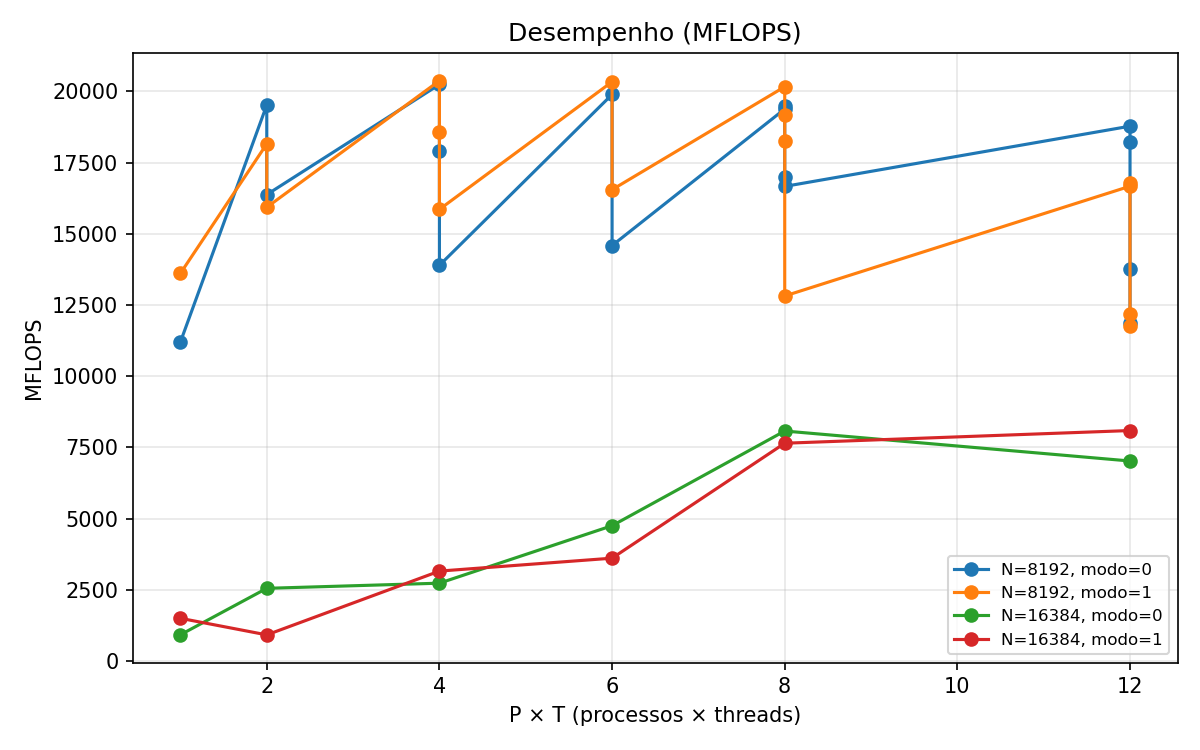 Desempenho (MFLOPS)
MFLOPS
20000
17500
15000
12500
10000
7500
5000
2500
0
2
4
6
8
10
12
P × T (processos × threads)
N=8192, modo=0
N=8192, modo=1
N=16384, modo=0
N=16384, modo=1